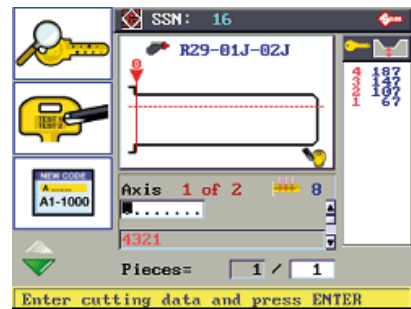 SSN: 16
R29-01J-02J
0
4 187
3 147
2 107
1 67
TEST 1
TEST 2
NEW CODE
A
A1-1000
Axis 1 of 2 8
4321
Pieces= 1 / 1
Enter cutting data and press ENTER